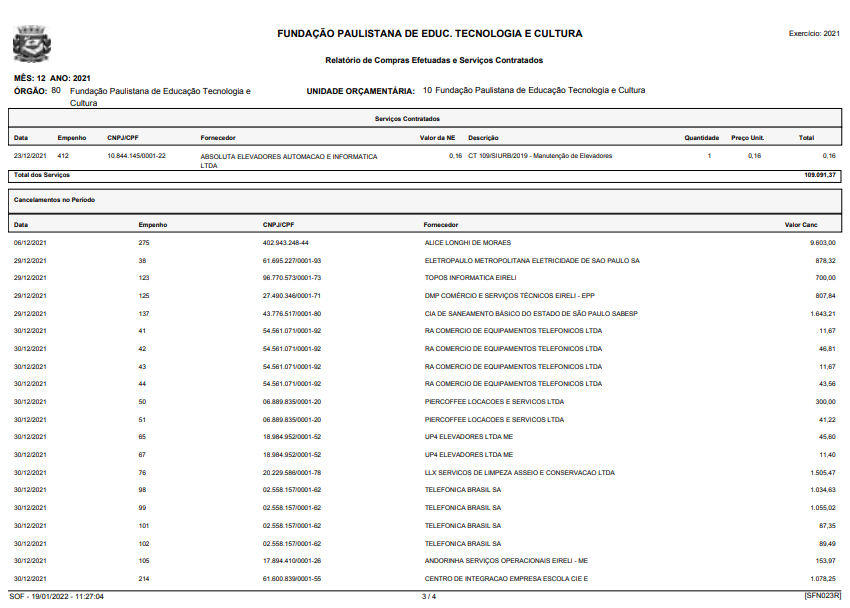 FUNDAÇÃO PAULISTANA DE EDUC. TECNOLOGIA E CULTURA
Exercício: 2021
Relatório de Compras Efetuadas e Serviços Contratados
MÊS: 12 ANO: 2021
ÓRGÃO: 80 Fundação Paulistana de Educação Tecnologia e Cultura
UNIDADE ORÇAMENTÁRIA: 10 Fundação Paulistana de Educação Tecnologia e Cultura
Serviços Contratados
Data Empenho CNPJ/CPF Fornecedor Valor da NE Descrição Quantidade Preço Unit. Total
23/12/2021 412 10.844.145/0001-22 ABSOLUTA ELEVADORES AUTOMACAO E INFORMATICA LTDA 0,16 CT 109/SIURB/2019 - Manutenção de Elevadores 1 0,16 0,16
Total dos Serviços 109.091,37
Cancelamentos no Período
Data Empenho CNPJ/CPF Fornecedor Valor Canc
06/12/2021 275 402.943.248-44 ALICE LONGHI DE MORAES 9.603,00
29/12/2021 38 61.695.227/0001-93 ELETROPAULO METROPOLITANA ELETRICIDADE DE SAO PAULO SA 878,32
29/12/2021 123 96.770.573/0001-73 TOPOS INFORMATICA EIRELI 700,00
29/12/2021 125 27.490.346/0001-71 DMP COMÉRCIO E SERVIÇOS TÉCNICOS EIRELI - EPP 807,84
29/12/2021 137 43.776.517/0001-80 CIA DE SANEAMENTO BÁSICO DO ESTADO DE SÃO PAULO SABESP 1.643,21
30/12/2021 41 54.561.071/0001-92 RA COMERCIO DE EQUIPAMENTOS TELEFONICOS LTDA 11,67
30/12/2021 42 54.561.071/0001-92 RA COMERCIO DE EQUIPAMENTOS TELEFONICOS LTDA 46,81
30/12/2021 43 54.561.071/0001-92 RA COMERCIO DE EQUIPAMENTOS TELEFONICOS LTDA 11,67
30/12/2021 44 54.561.071/0001-92 RA COMERCIO DE EQUIPAMENTOS TELEFONICOS LTDA 43,56
30/12/2021 50 06.889.835/0001-20 PIERCOFFEE LOCACOES E SERVICOS LTDA 300,00
30/12/2021 51 06.889.835/0001-20 PIERCOFFEE LOCACOES E SERVICOS LTDA 41,22
30/12/2021 65 18.984.952/0001-52 UP4 ELEVADORES LTDA ME 45,60
30/12/2021 67 18.984.952/0001-52 UP4 ELEVADORES LTDA ME 11,40
30/12/2021 76 20.229.586/0001-78 LLX SERVICOS DE LIMPEZA ASSEIO E CONSERVACAO LTDA 1.505,47
30/12/2021 98 02.558.157/0001-62 TELEFONICA BRASIL SA 1.034,63
30/12/2021 99 02.558.157/0001-62 TELEFONICA BRASIL SA 1.055,02
30/12/2021 101 02.558.157/0001-62 TELEFONICA BRASIL SA 87,35
30/12/2021 102 02.558.157/0001-62 TELEFONICA BRASIL SA 89,49
30/12/2021 105 17.894.410/0001-26 ANDORINHA SERVIÇOS OPERACIONAIS EIRELI - ME 153,97
30/12/2021 214 61.600.839/0001-55 CENTRO DE INTEGRACAO EMPRESA ESCOLA CIE E 1.078,25
SOF - 19/01/2022 - 11:27:04 3 / 4 [SFN023R]